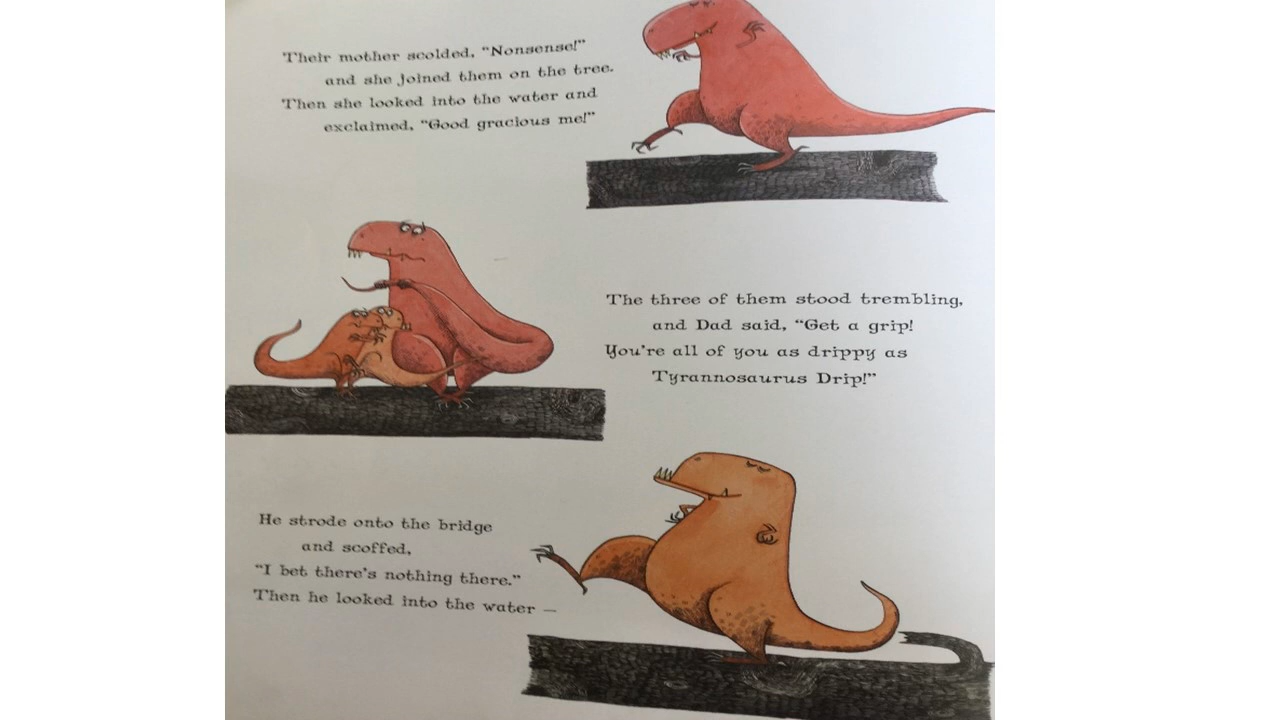 Their mother scolded, “Nonsense!”
and she joined them on the tree.
Then she looked into the water and
exclaimed, “Good gracious me!”
The three of them stood trembling,
and Dad said, “Get a grip!
You’re all of you as drippy as
Tyrannosaurus Drip!”
He strode onto the bridge
and scoffed,
“I bet there’s nothing there.”
Then he looked into the water —